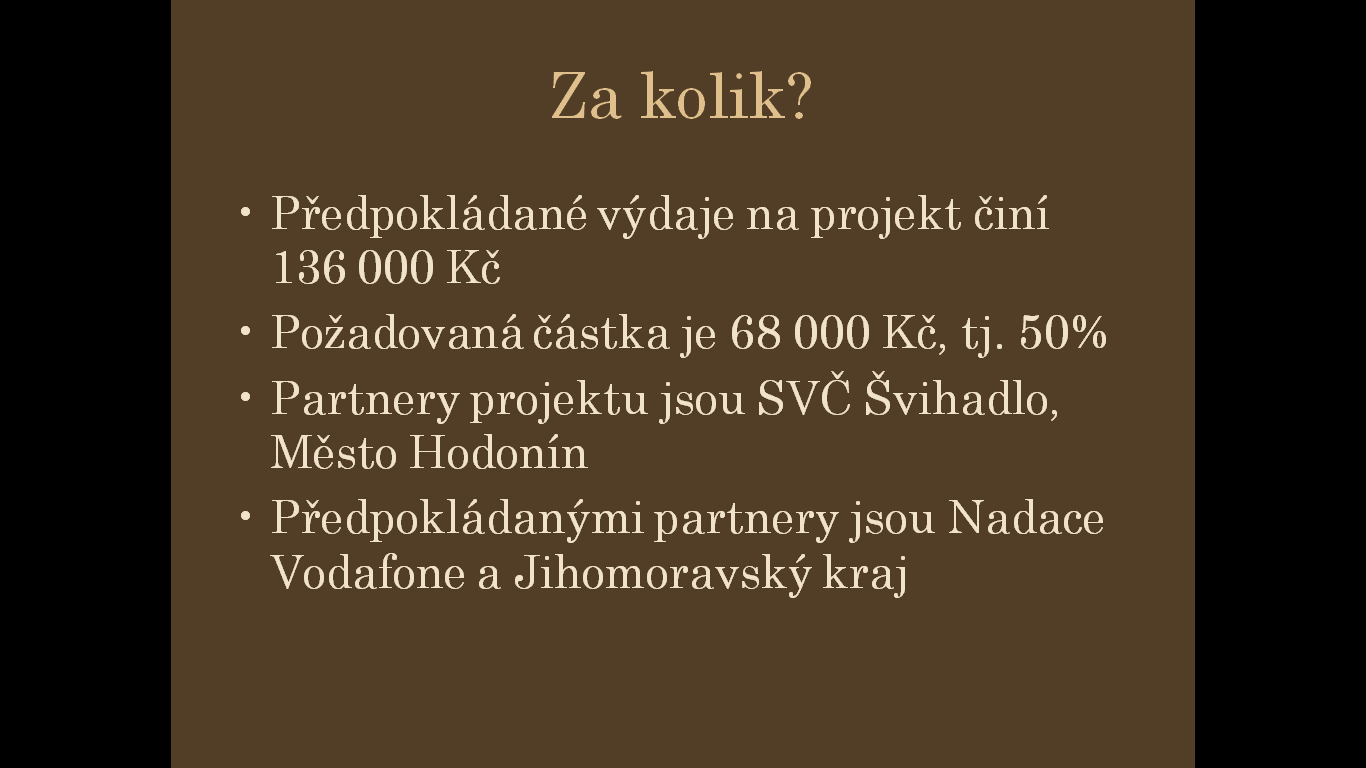 Za kolik?
• Předpokládané výdaje na projekt činí
136 000 Kč
• Požadovaná částka je 68 000 Kč, tj. 50%
• Partnery projektu jsou SVČ Švihadlo,
Město Hodonín
• Předpokládanými partnery jsou Nadace
Vodafone a Jihomoravský kraj